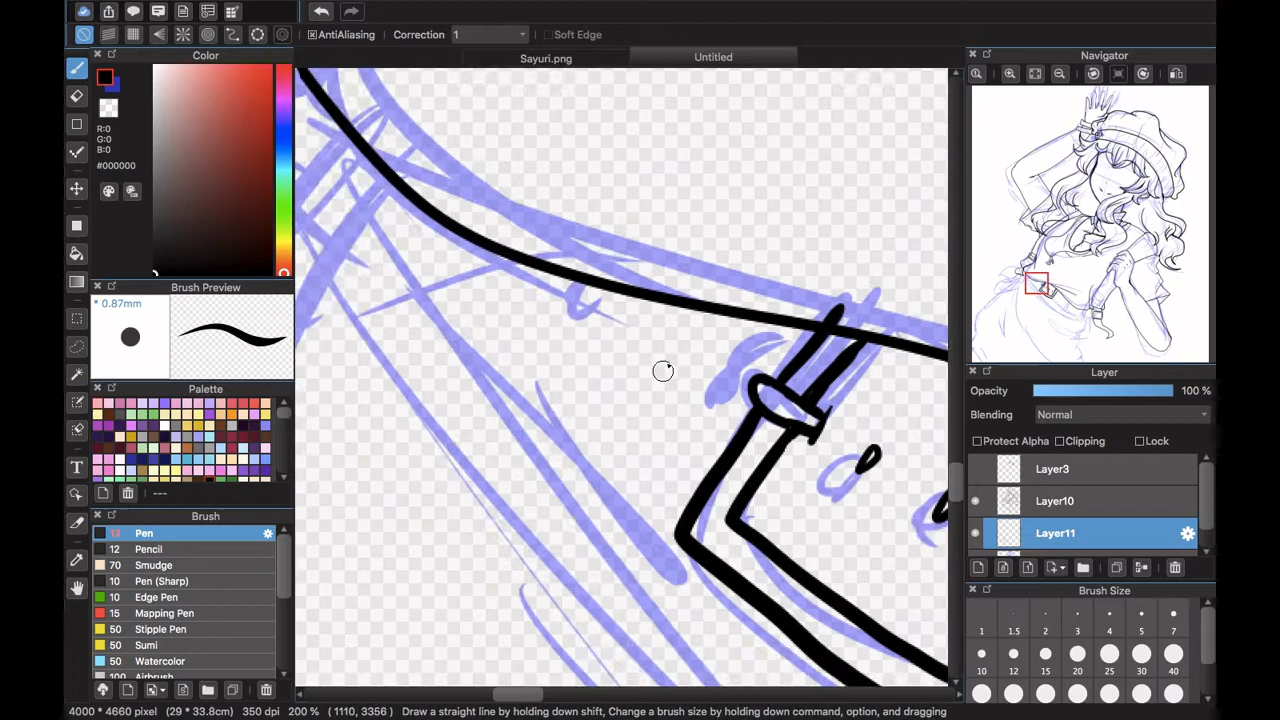 AntiAliasing Correction 1 Soft Edge
Color
Sayuri.png Untitled
Navigator
R:0
G:0
B:0
#000000
Brush Preview
* 0.87mm
Palette
---
Brush
12 Pen
12 Pencil
70 Smudge
10 Pen (Sharp)
10 Edge Pen
15 Mapping Pen
50 Stipple Pen
50 Sumi
50 Watercolor
100 Airbrush
Layer
Opacity 100 %
Blending Normal
Protect Alpha Clipping Lock
Layer3
Layer10
Layer11
Brush Size
1 1.5 2 3 4 5 7
10 12 15 20 25 30 40
4000 * 4660 pixel (29 * 33.8cm) 350 dpi 200 % ( 1110, 3356 ) Draw a straight line by holding down shift, Change a brush size by holding down command, option, and dragging